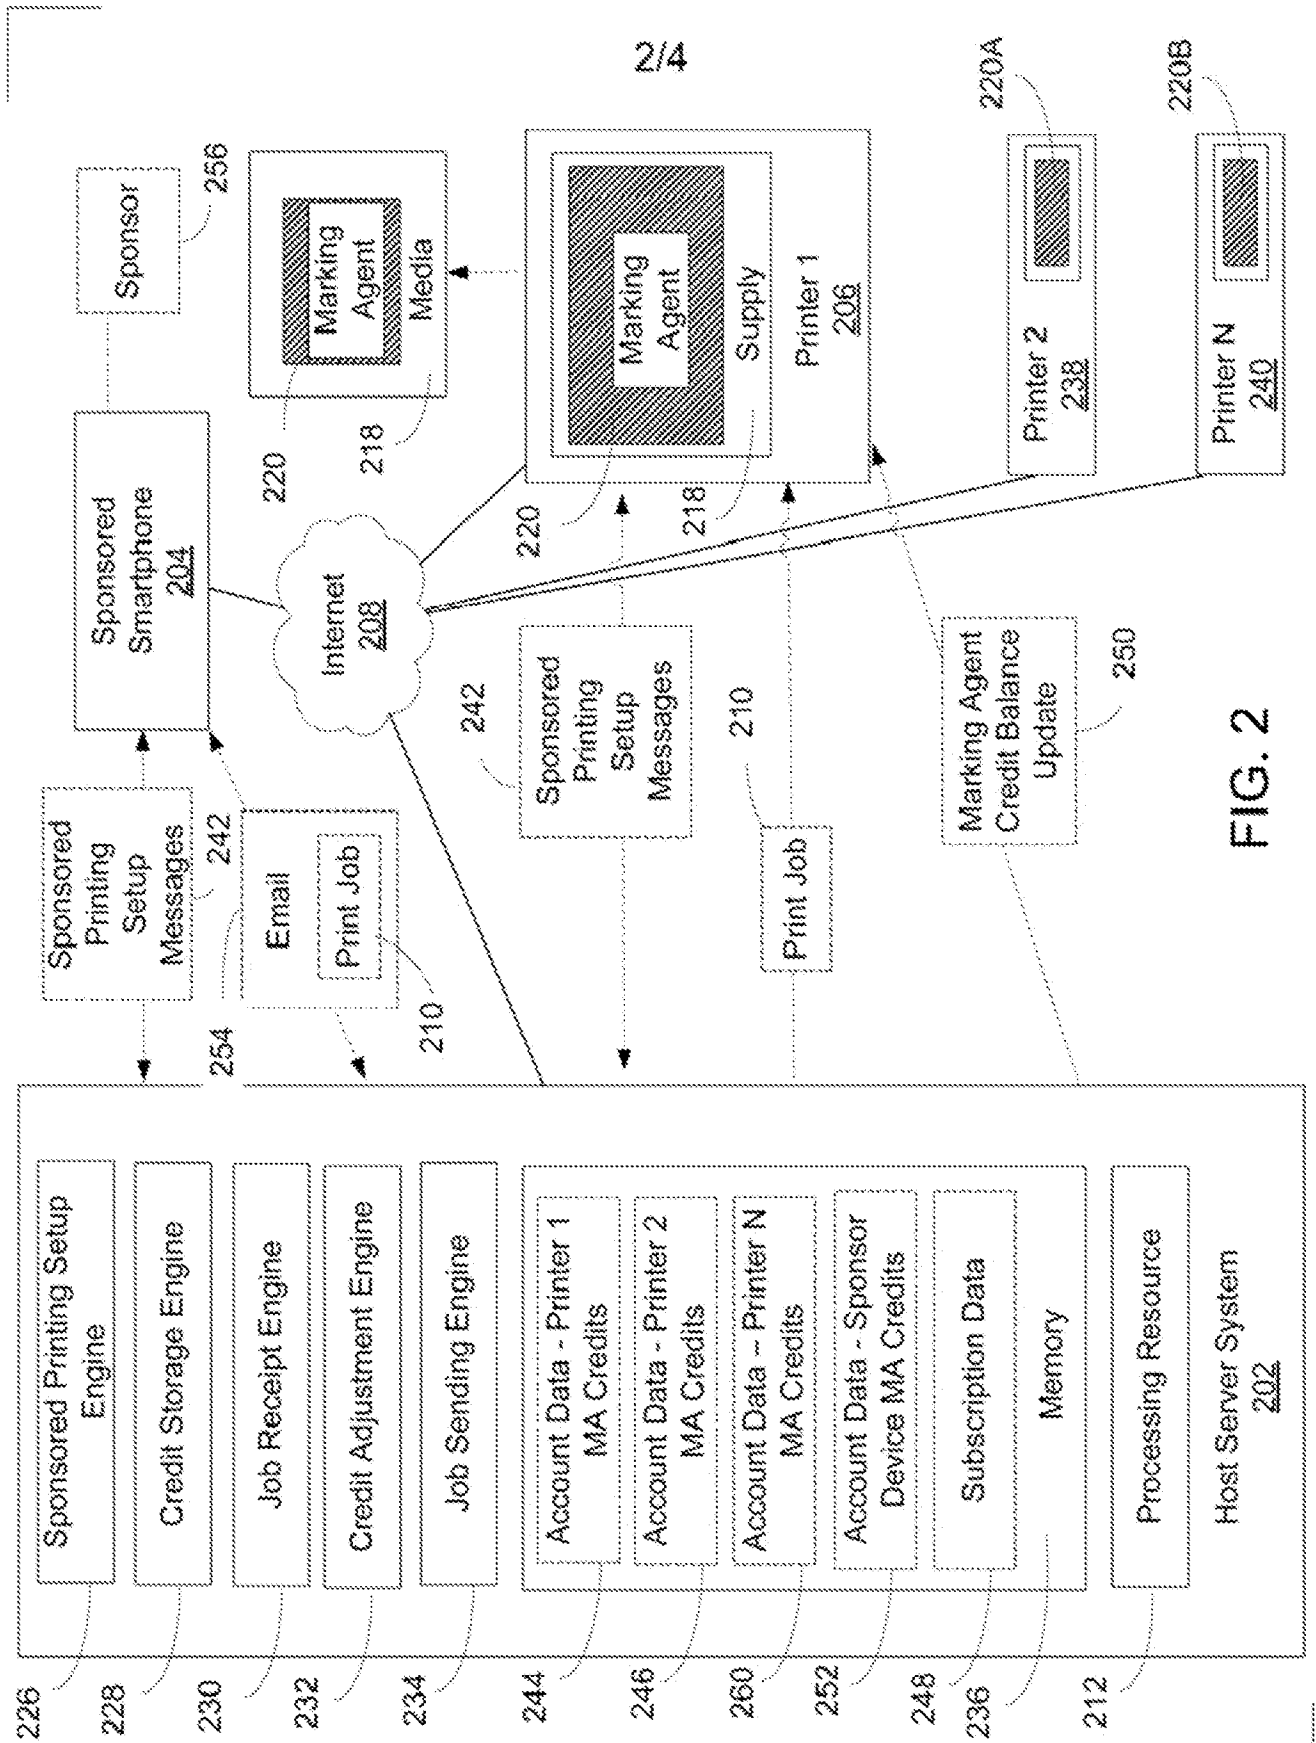 2/4
226
Sponsored Printing Setup
Engine
228
Credit Storage Engine
230
Job Receipt Engine
232
Credit Adjustment Engine
234
Job Sending Engine
244
Account Data - Printer 1
MA Credits
246
Account Data - Printer 2
MA Credits
260
Account Data – Printer N
MA Credits
252
Account Data - Sponsor
Device MA Credits
248
Subscription Data
236
Memory
212
Processing Resource
Host Server System
202
Sponsored
Printing
Setup
Messages
242
254
Email
Print Job
210
Sponsored
Smartphone
204
Sponsor
256
Internet
208
220
Marking
Agent
218
Media
242
Sponsored
Printing
Setup
Messages
220
Marking
Agent
218
Supply
Printer 1
206
210
Print Job
Marking Agent
Credit Balance
Update
250
Printer 2
238
220A
Printer N
240
220B
FIG. 2